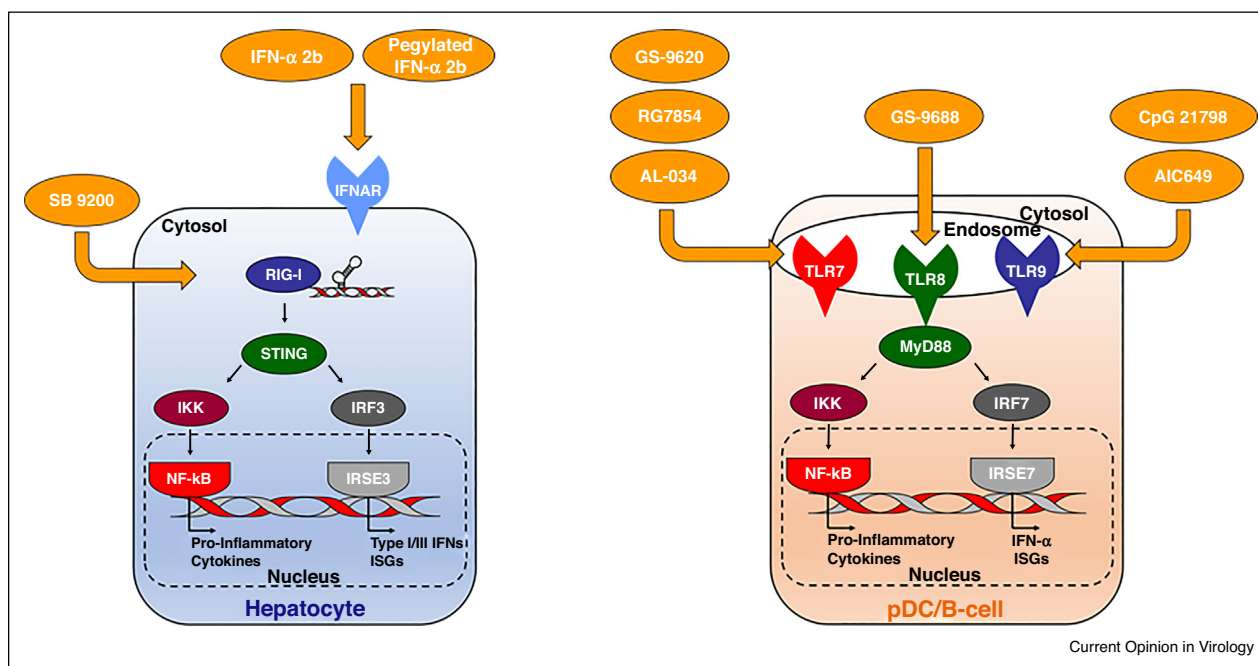 IFN-α 2b
Pegylated
IFN-α 2b
SB 9200
IFNAR
Cytosol
RIG-I
STING
IKK
IRF3
NF-kB
IRSE3
Pro-Inflammatory
Cytokines
Type I/III IFNs
ISGs
Nucleus
Hepatocyte
GS-9620
RG7854
AL-034
GS-9688
CpG 21798
AIC649
Cytosol
Endosome
TLR7
TLR8
TLR9
MyD88
IKK
IRF7
NF-kB
IRSE7
Pro-Inflammatory
Cytokines
IFN-α
ISGs
Nucleus
pDC/B-cell
Current Opinion in Virology